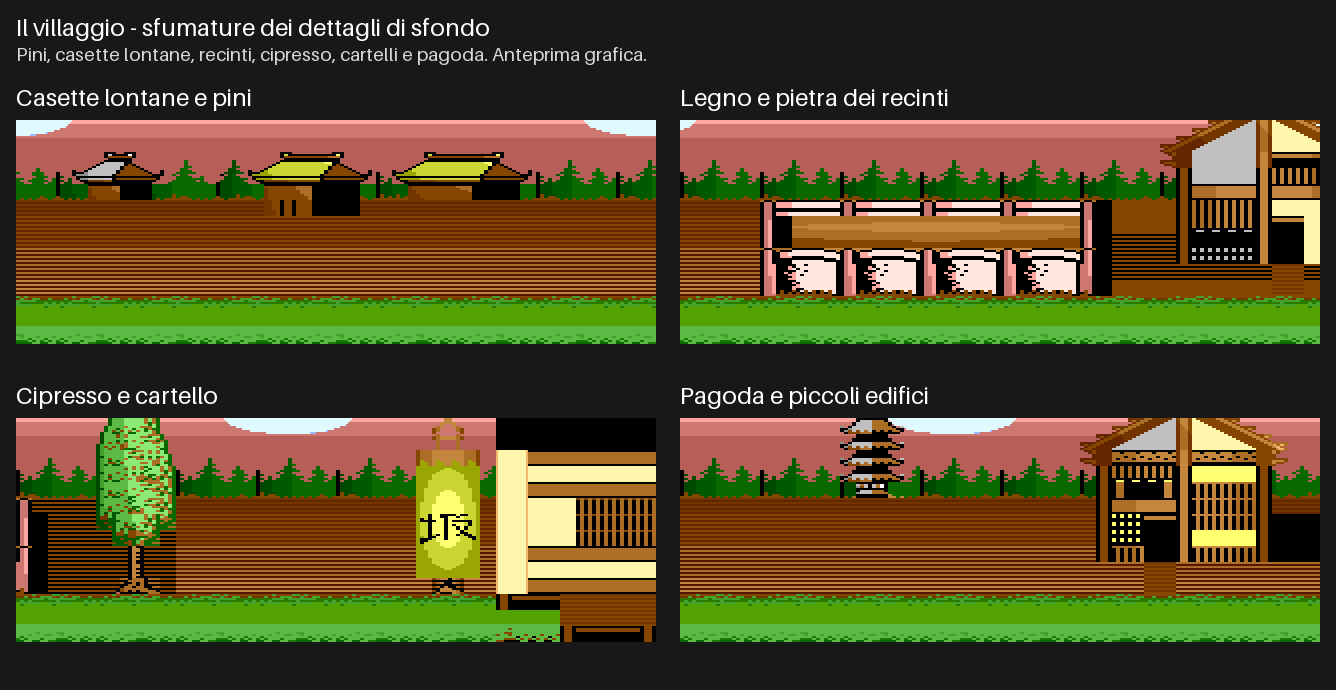 Il villaggio - sfumature dei dettagli di sfondo
Pini, casette lontane, recinti, cipresso, cartelli e pagoda. Anteprima grafica.
Casette lontane e pini
Legno e pietra dei recinti
Cipresso e cartello
Pagoda e piccoli edifici